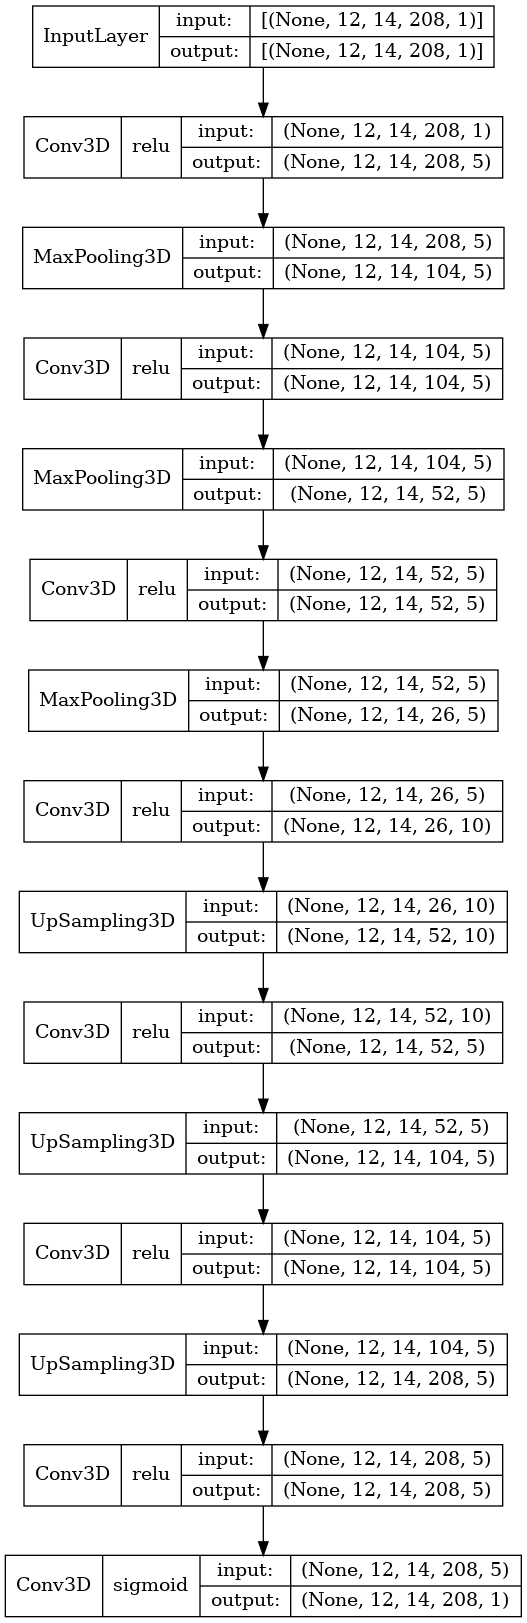 InputLayer input: [(None, 12, 14, 208, 1)]
output: [(None, 12, 14, 208, 1)]
Conv3D relu input: (None, 12, 14, 208, 1)
output: (None, 12, 14, 208, 5)
MaxPooling3D input: (None, 12, 14, 208, 5)
output: (None, 12, 14, 104, 5)
Conv3D relu input: (None, 12, 14, 104, 5)
output: (None, 12, 14, 104, 5)
MaxPooling3D input: (None, 12, 14, 104, 5)
output: (None, 12, 14, 52, 5)
Conv3D relu input: (None, 12, 14, 52, 5)
output: (None, 12, 14, 52, 5)
MaxPooling3D input: (None, 12, 14, 52, 5)
output: (None, 12, 14, 26, 5)
Conv3D relu input: (None, 12, 14, 26, 5)
output: (None, 12, 14, 26, 10)
UpSampling3D input: (None, 12, 14, 26, 10)
output: (None, 12, 14, 52, 10)
Conv3D relu input: (None, 12, 14, 52, 10)
output: (None, 12, 14, 52, 5)
UpSampling3D input: (None, 12, 14, 52, 5)
output: (None, 12, 14, 104, 5)
Conv3D relu input: (None, 12, 14, 104, 5)
output: (None, 12, 14, 104, 5)
UpSampling3D input: (None, 12, 14, 104, 5)
output: (None, 12, 14, 208, 5)
Conv3D relu input: (None, 12, 14, 208, 5)
output: (None, 12, 14, 208, 5)
Conv3D sigmoid input: (None, 12, 14, 208, 5)
output: (None, 12, 14, 208, 1)